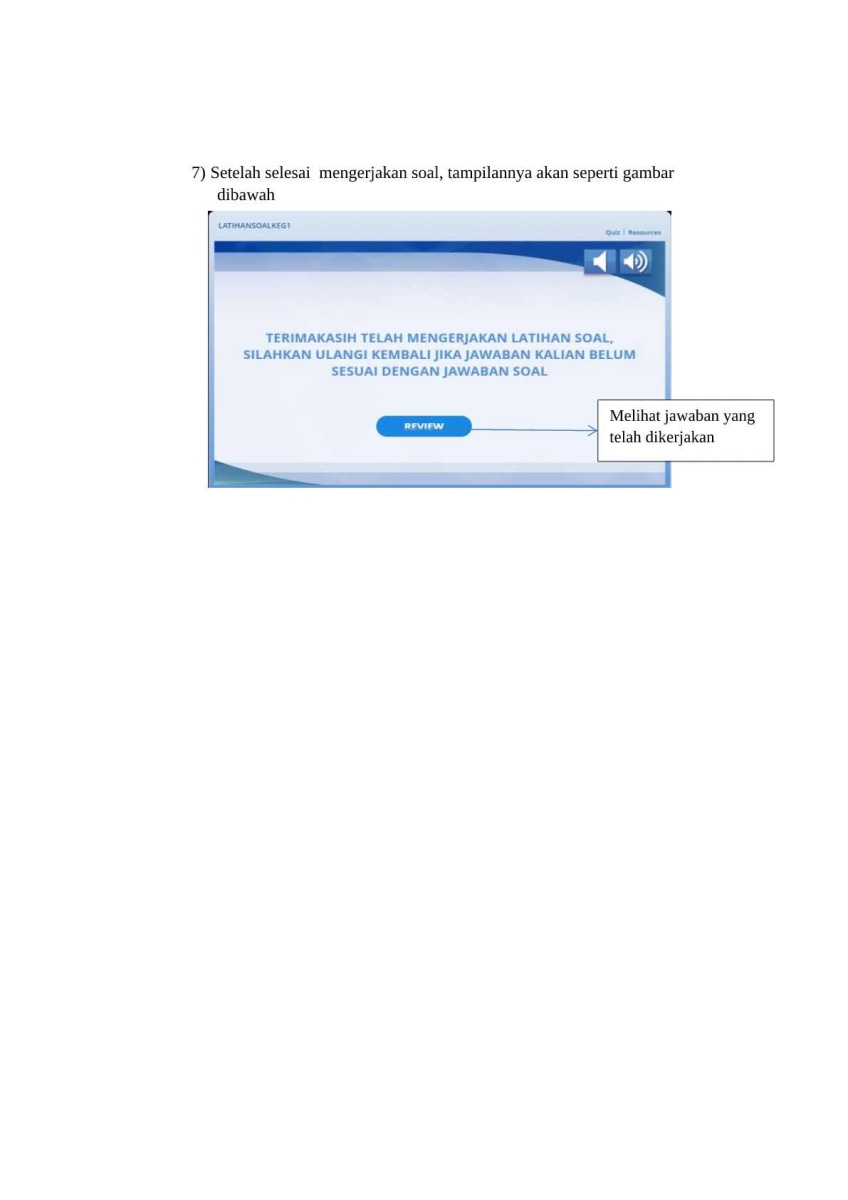 7) Setelah selesai  mengerjakan soal, tampilannya akan seperti gambar
dibawah
LATIHANSOALKEG1
Quiz | Resources
TERIMAKASIH TELAH MENGERJAKAN LATIHAN SOAL,
SILAHKAN ULANGI KEMBALI JIKA JAWABAN KALIAN BELUM
SESUAI DENGAN JAWABAN SOAL
REVIEW
Melihat jawaban yang
telah dikerjakan